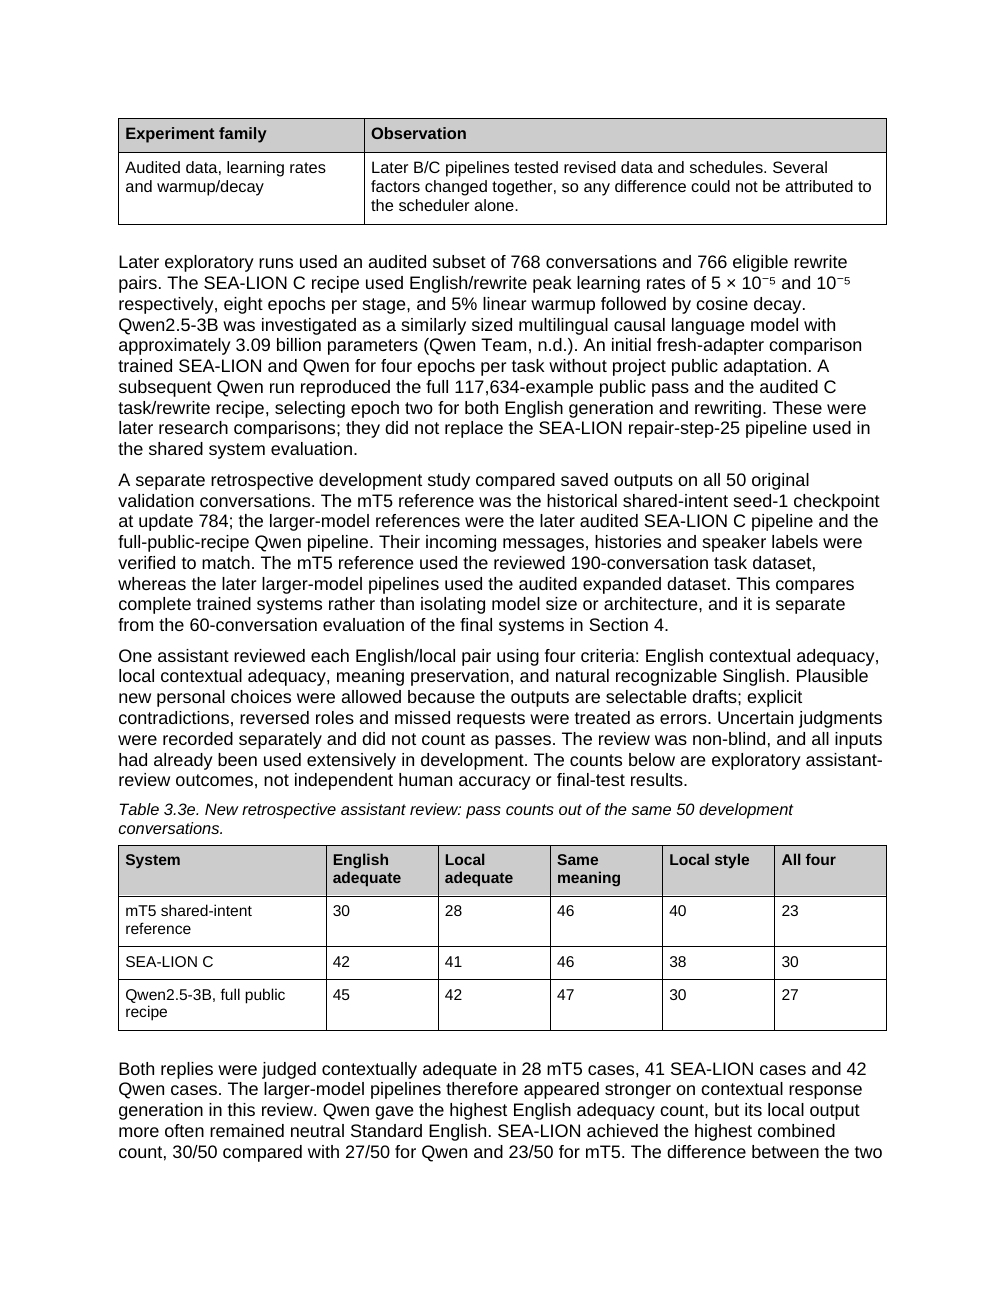 Experiment family Observation
Audited data, learning rates and warmup/decay
Later B/C pipelines tested revised data and schedules. Several
factors changed together, so any difference could not be attributed to
the scheduler alone.
Later exploratory runs used an audited subset of 768 conversations and 766 eligible rewrite
pairs. The SEA-LION C recipe used English/rewrite peak learning rates of 5 × 10⁻⁵ and 10⁻⁵
respectively, eight epochs per stage, and 5% linear warmup followed by cosine decay.
Qwen2.5-3B was investigated as a similarly sized multilingual causal language model with
approximately 3.09 billion parameters (Qwen Team, n.d.). An initial fresh-adapter comparison
trained SEA-LION and Qwen for four epochs per task without project public adaptation. A
subsequent Qwen run reproduced the full 117,634-example public pass and the audited C
task/rewrite recipe, selecting epoch two for both English generation and rewriting. These were
later research comparisons; they did not replace the SEA-LION repair-step-25 pipeline used in
the shared system evaluation.
A separate retrospective development study compared saved outputs on all 50 original
validation conversations. The mT5 reference was the historical shared-intent seed-1 checkpoint
at update 784; the larger-model references were the later audited SEA-LION C pipeline and the
full-public-recipe Qwen pipeline. Their incoming messages, histories and speaker labels were
verified to match. The mT5 reference used the reviewed 190-conversation task dataset,
whereas the later larger-model pipelines used the audited expanded dataset. This compares
complete trained systems rather than isolating model size or architecture, and it is separate
from the 60-conversation evaluation of the final systems in Section 4.
One assistant reviewed each English/local pair using four criteria: English contextual adequacy,
local contextual adequacy, meaning preservation, and natural recognizable Singlish. Plausible
new personal choices were allowed because the outputs are selectable drafts; explicit
contradictions, reversed roles and missed requests were treated as errors. Uncertain judgments
were recorded separately and did not count as passes. The review was non-blind, and all inputs
had already been used extensively in development. The counts below are exploratory assistant-
review outcomes, not independent human accuracy or final-test results.
Table 3.3e. New retrospective assistant review: pass counts out of the same 50 development
conversations.
System English adequate Local adequate Same meaning Local style All four
mT5 shared-intent reference 30 28 46 40 23
SEA-LION C 42 41 46 38 30
Qwen2.5-3B, full public recipe 45 42 47 30 27
Both replies were judged contextually adequate in 28 mT5 cases, 41 SEA-LION cases and 42
Qwen cases. The larger-model pipelines therefore appeared stronger on contextual response
generation in this review. Qwen gave the highest English adequacy count, but its local output
more often remained neutral Standard English. SEA-LION achieved the highest combined
count, 30/50 compared with 27/50 for Qwen and 23/50 for mT5. The difference between the two